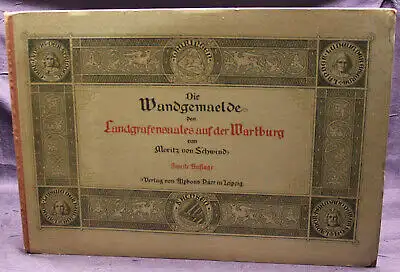 Die
Wandgemaelde
des
Landgrafensaales auf der Wartburg
von
Moritz von Schwind
Zweite Auflage
Verlag von Alphons Dürr in Leipzig.